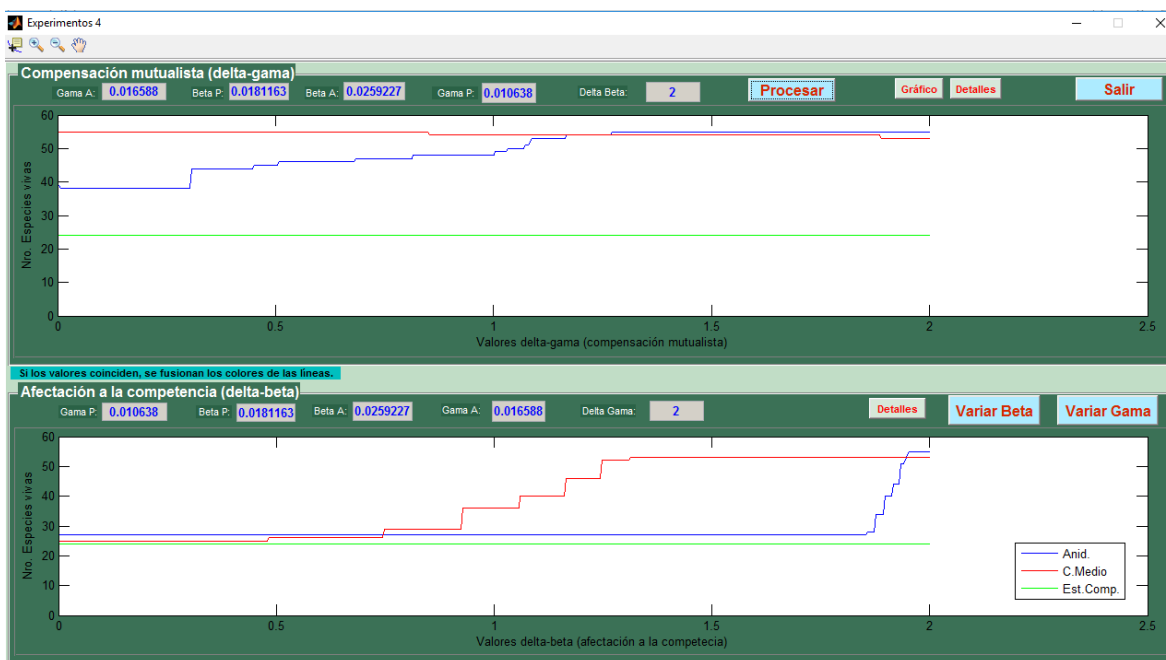 Experimentos 4
Compensación mutualista (delta-gama)
Gama A: 0.016588 Beta P: 0.0181163 Beta A: 0.0259227 Gama P: 0.010638 Delta Beta: 2 Procesar Gráfico Detalles Salir
60
50
40
30
20
10
0
Nro. Especies vivas
0 0.5 1 1.5 2 2.5
Valores delta-gama (compensación mutualista)
Si los valores coinciden, se fusionan los colores de las líneas.
Afectación a la competencia (delta-beta)
Gama P: 0.010638 Beta P: 0.0181163 Beta A: 0.0259227 Gama A: 0.016588 Delta Gama: 2 Detalles Variar Beta Variar Gama
60
50
40
30
20
10
0
Nro. Especies vivas
Anid.
C.Medio
Est.Comp.
0 0.5 1 1.5 2 2.5
Valores delta-beta (afectación a la competecia)